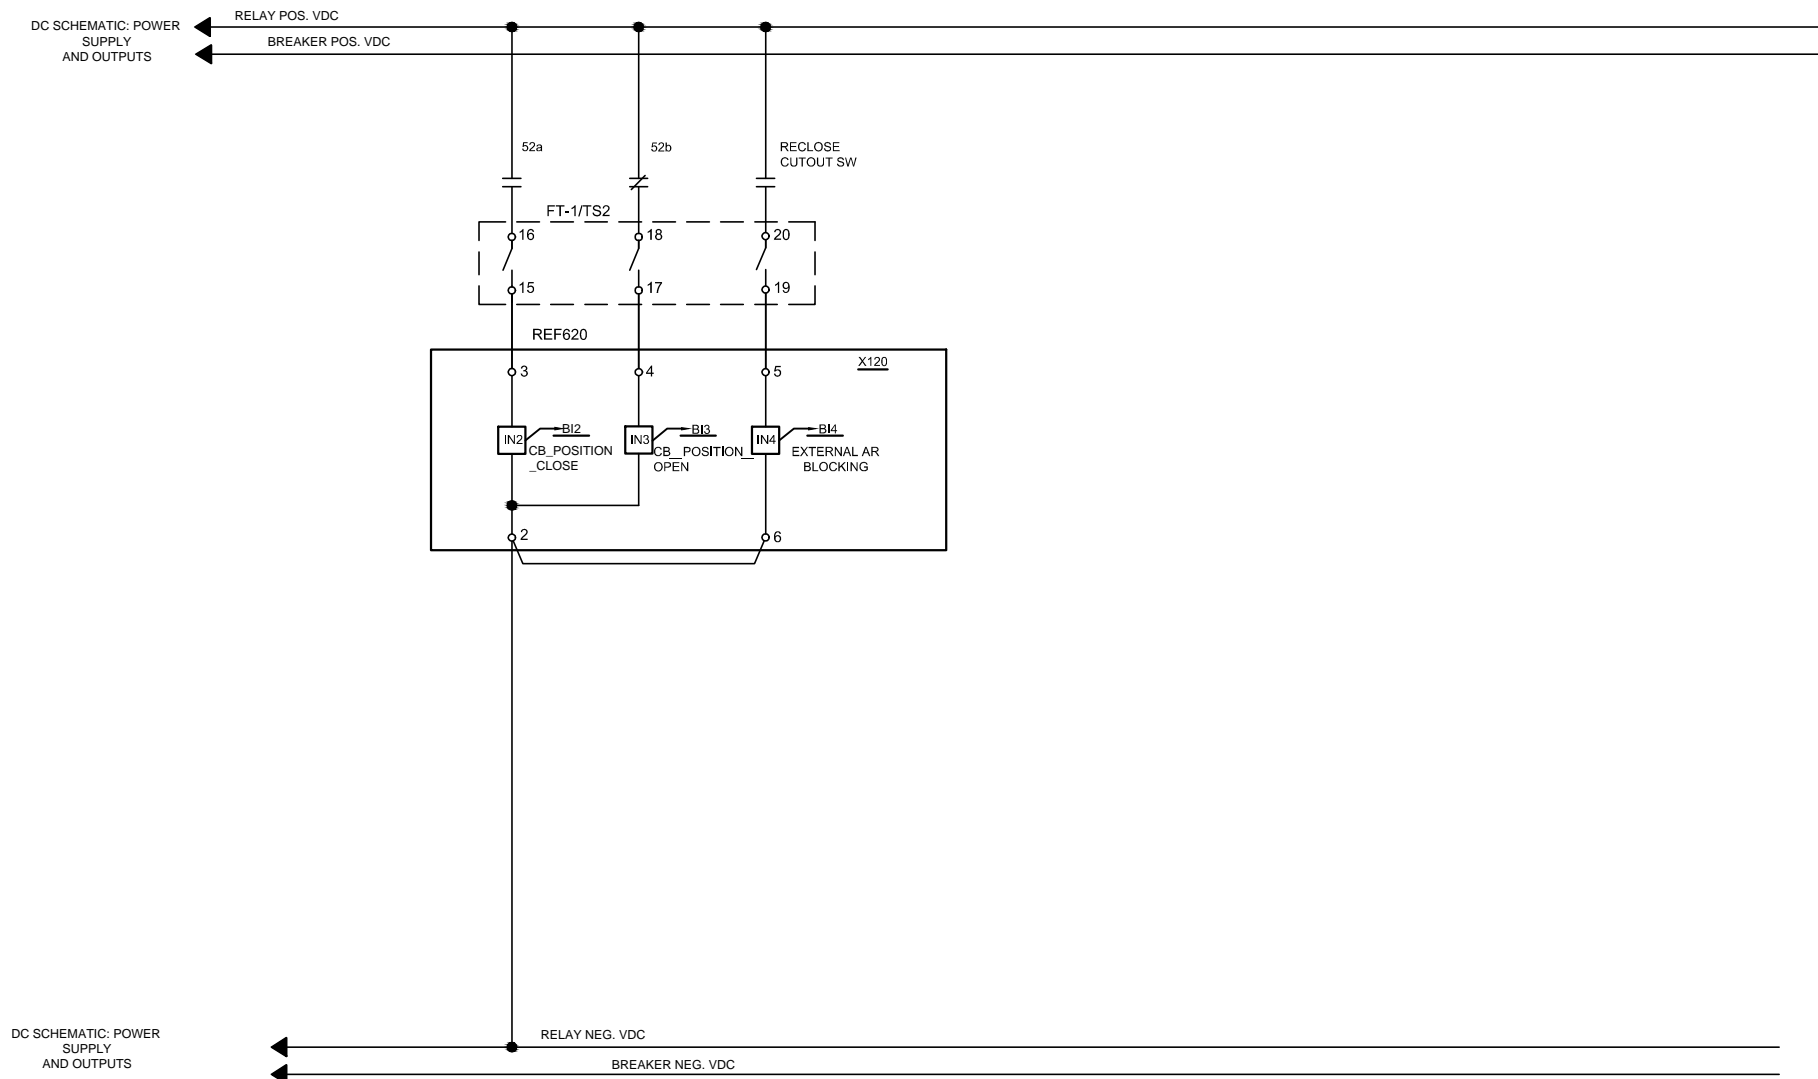 RELAY POS. VDC
DC SCHEMATIC: POWER
SUPPLY
AND OUTPUTS
BREAKER POS. VDC
52a
52b
RECLOSE
CUTOUT SW
FT-1/TS2
16
18
20
15
17
19
REF620
X120
3
4
5
IN2
BI2
CB_POSITION
_CLOSE
IN3
BI3
CB_POSITION_
OPEN
IN4
BI4
EXTERNAL AR
BLOCKING
2
6
DC SCHEMATIC: POWER
SUPPLY
AND OUTPUTS
RELAY NEG. VDC
BREAKER NEG. VDC